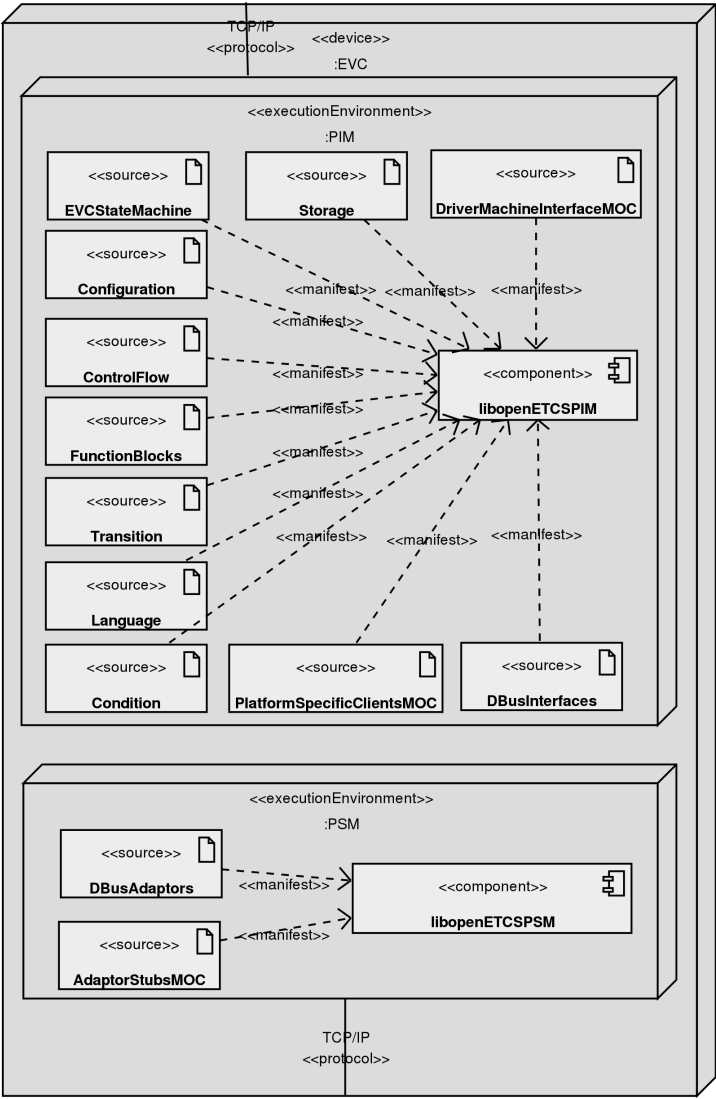 TCP/IP
<<protocol>>
<<device>>
:EVC
<<executionEnvironment>>
:PIM
<<source>>
EVCStateMachine
<<source>>
Storage
<<source>>
DriverMachineInterfaceMOC
<<source>>
Configuration
<<manifest>>
<<manifest>>
<<manifest>>
<<manifest>>
<<source>>
ControlFlow
<<manifest>>
<<component>>
libopenETCSPIM
<<source>>
FunctionBlocks
<<manifest>>
<<source>>
Transition
<<manifest>>
<<manifest>>
<<manifest>>
<<manifest>>
<<manifest>>
<<source>>
Language
<<source>>
Condition
<<source>>
PlatformSpecificClientsMOC
<<source>>
DBusInterfaces
<<executionEnvironment>>
:PSM
<<source>>
DBusAdaptors
<<manifest>>
<<component>>
libopenETCSPSM
<<source>>
AdaptorStubsMOC
<<manifest>>
TCP/IP
<<protocol>>